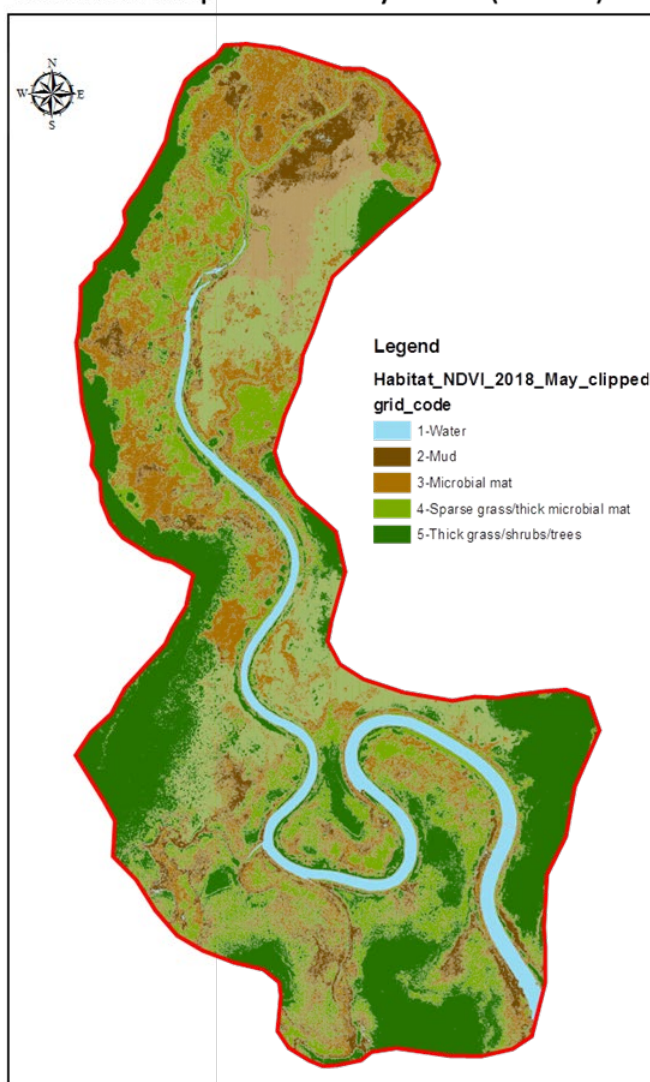 N
W E
S
Legend
Habitat_NDVI_2018_May_clipped
grid_code
1-Water
2-Mud
3-Microbial mat
4-Sparse grass/thick microbial mat
5-Thick grass/shrubs/trees